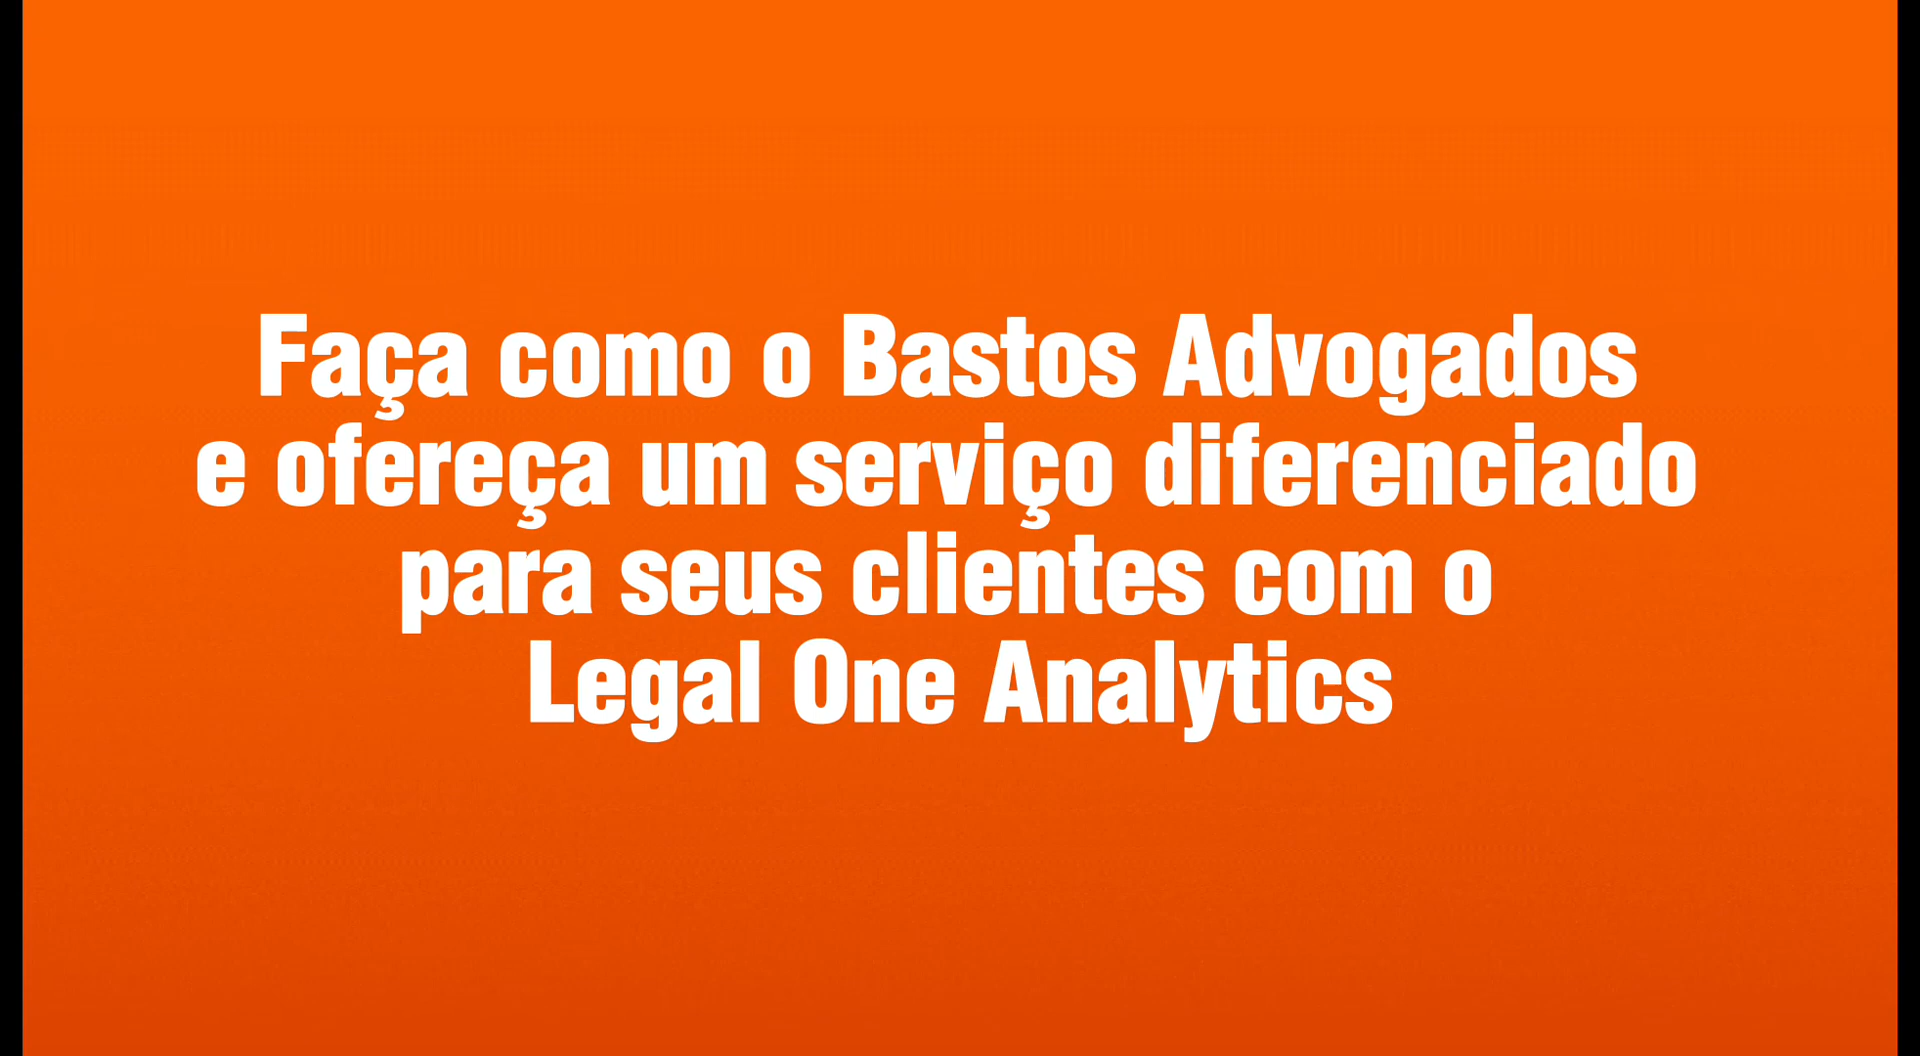 Faça como o Bastos Advogados
e ofereça um serviço diferenciado
para seus clientes com o
Legal One Analytics